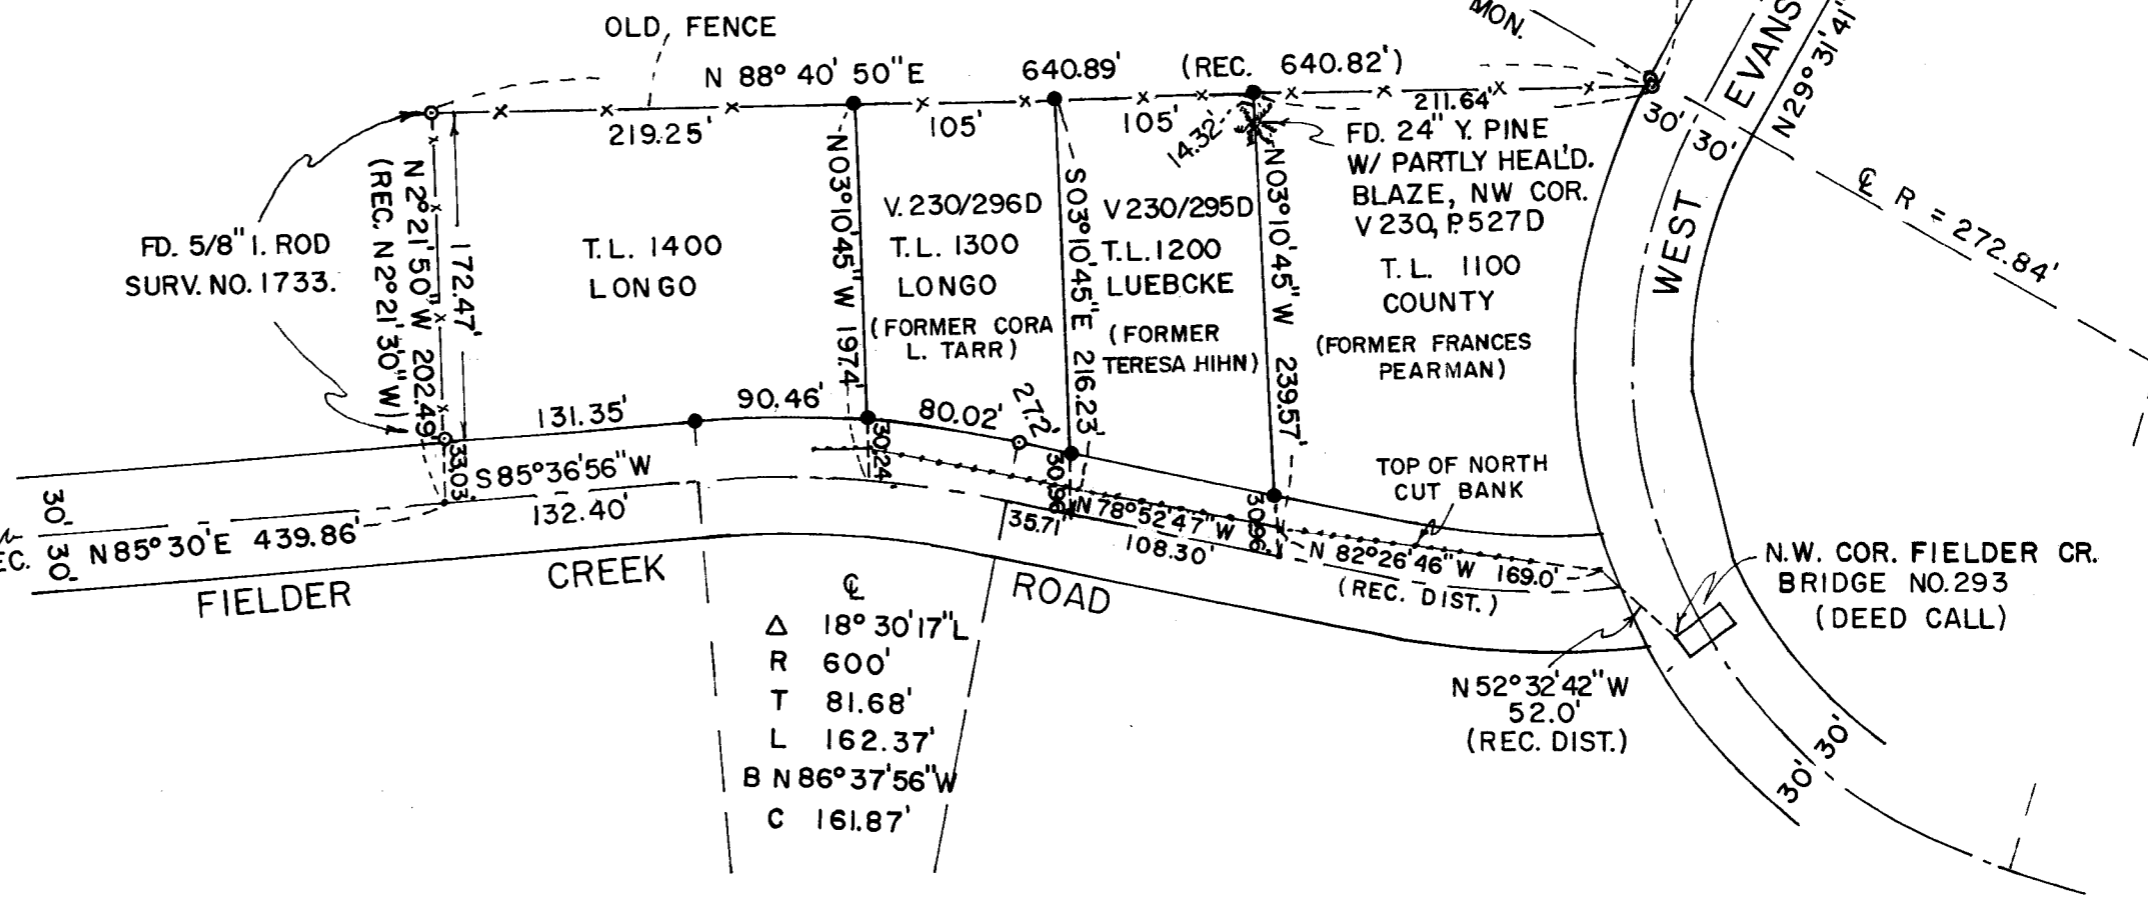 OLD FENCE
N 88° 40' 50" E 640.89' (REC. 640.82')
219.25'
105'
105'
211.64'
14.32'
MON.
30' 30'
WEST EVANS
N29°31'41"
℄ R = 272.84'
FD. 24" Y. PINE
W/ PARTLY HEAL'D.
BLAZE, NW COR.
V 230, P.527D
T. L. 1100
COUNTY
(FORMER FRANCES
PEARMAN)
FD. 5/8" I. ROD
SURV. NO. 1733.
N 2°21'50" W 202.49'
(REC. N 2°21'30" W)
172.47'
33.03'
T.L. 1400
LONGO
N03°10'45" W 197.4'
30.24'
V. 230/296D
T.L. 1300
LONGO
(FORMER CORA
L. TARR)
S03°10'45"E 216.23'
30.96'
V 230/295D
T.L. 1200
LUEBCKE
(FORMER
TERESA HIHN)
N03°10'45" W 239.57'
30.96'
131.35'
90.46'
80.02'
27.2'
S 85°36'56" W
132.40'
30' 30'
EC. N 85°30'E 439.86'
35.71'
N 78°52'47" W
108.30'
TOP OF NORTH
CUT BANK
N 82°26'46" W 169.0'
(REC. DIST.)
FIELDER CREEK ROAD
N.W. COR. FIELDER CR.
BRIDGE NO. 293
(DEED CALL)
N 52°32'42" W
52.0'
(REC. DIST.)
30' 30'
℄
Δ 18°30'17"L
R 600'
T 81.68'
L 162.37'
B N 86°37'56" W
C 161.87'